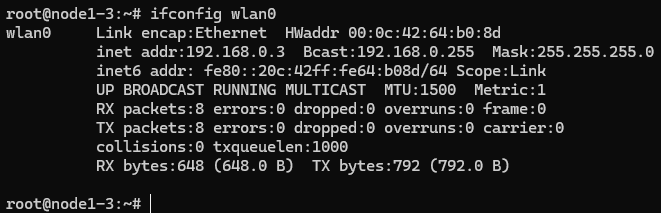 root@node1-3:~# ifconfig wlan0
wlan0     Link encap:Ethernet  HWaddr 00:0c:42:64:b0:8d
          inet addr:192.168.0.3  Bcast:192.168.0.255  Mask:255.255.255.0
          inet6 addr: fe80::20c:42ff:fe64:b08d/64 Scope:Link
          UP BROADCAST RUNNING MULTICAST  MTU:1500  Metric:1
          RX packets:8 errors:0 dropped:0 overruns:0 frame:0
          TX packets:8 errors:0 dropped:0 overruns:0 carrier:0
          collisions:0 txqueuelen:1000
          RX bytes:648 (648.0 B)  TX bytes:792 (792.0 B)

root@node1-3:~#